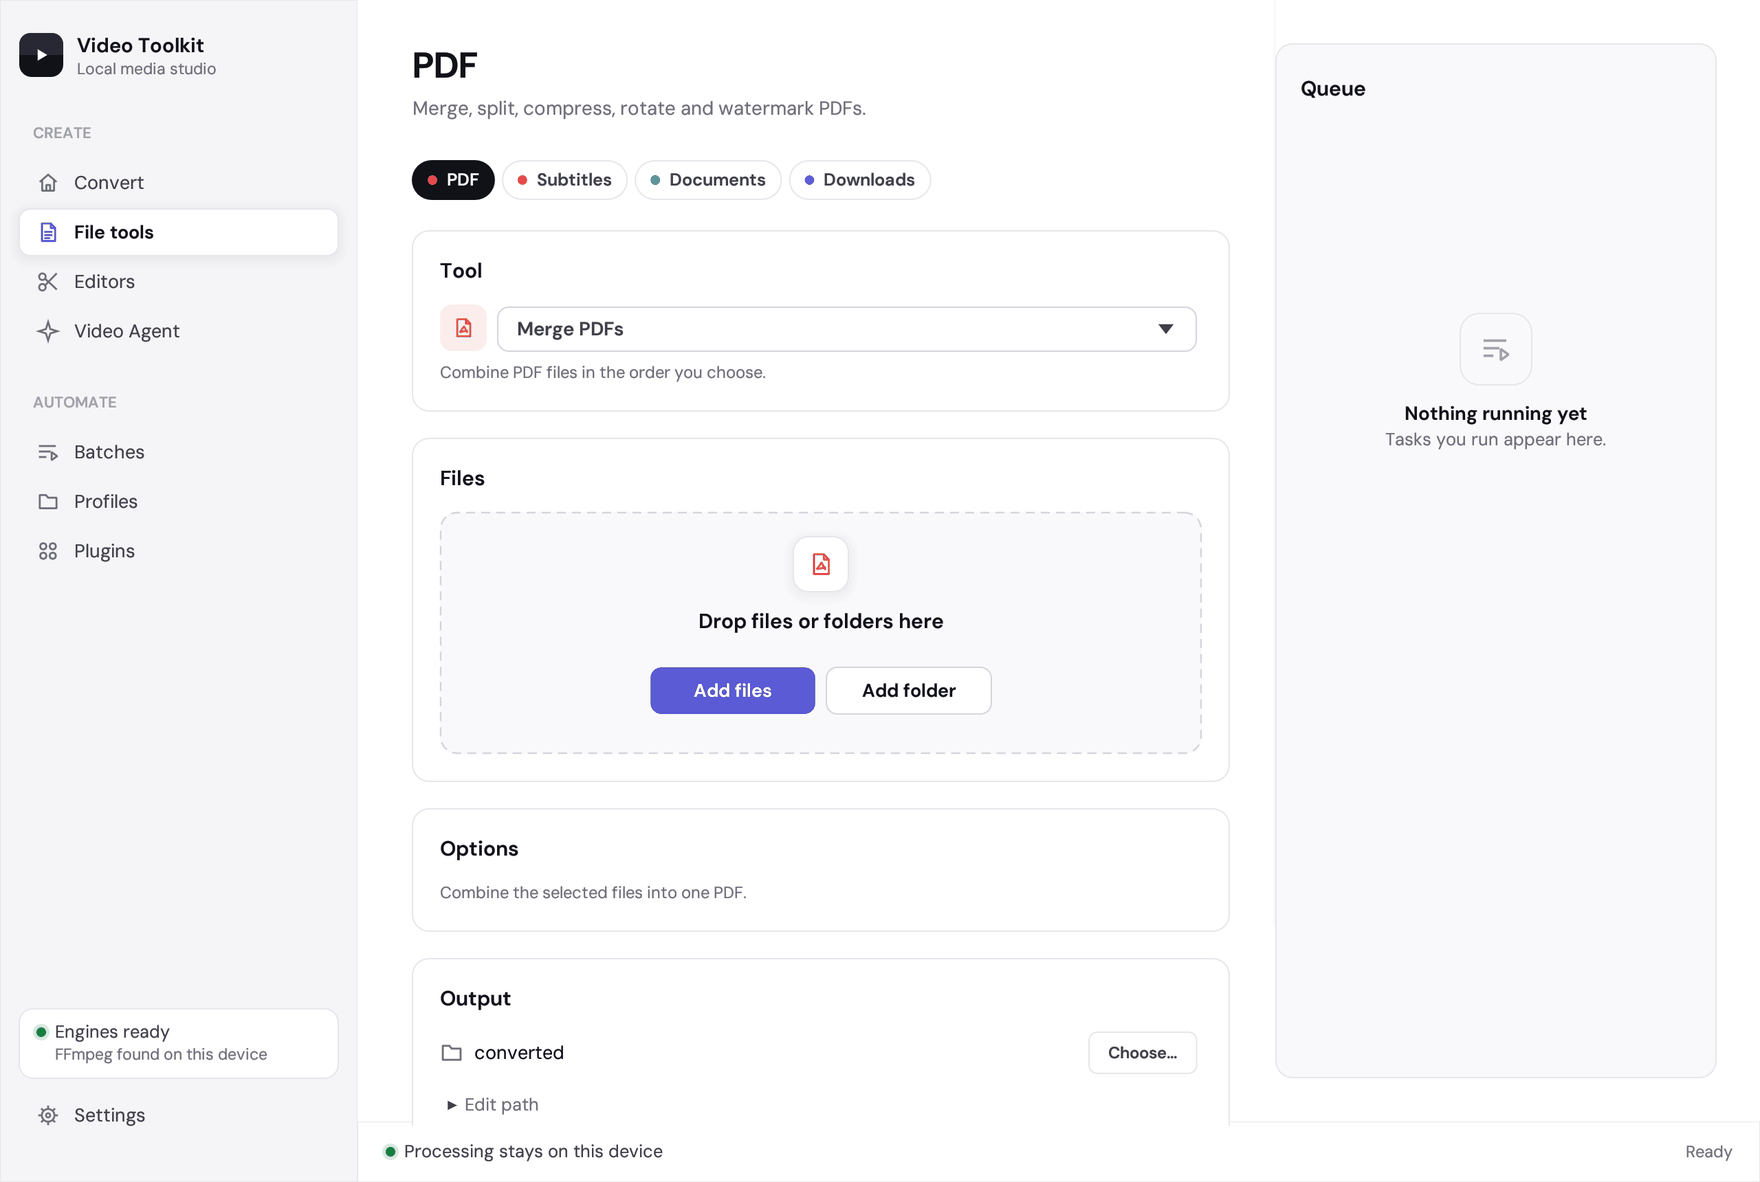 Video Toolkit
Local media studio
CREATE
Convert
File tools
Editors
Video Agent
AUTOMATE
Batches
Profiles
Plugins
Engines ready
FFmpeg found on this device
Settings
PDF
Merge, split, compress, rotate and watermark PDFs.
PDF
Subtitles
Documents
Downloads
Tool
Merge PDFs
Combine PDF files in the order you choose.
Files
Drop files or folders here
Add files
Add folder
Options
Combine the selected files into one PDF.
Output
converted
Choose...
Edit path
Queue
Nothing running yet
Tasks you run appear here.
Processing stays on this device
Ready